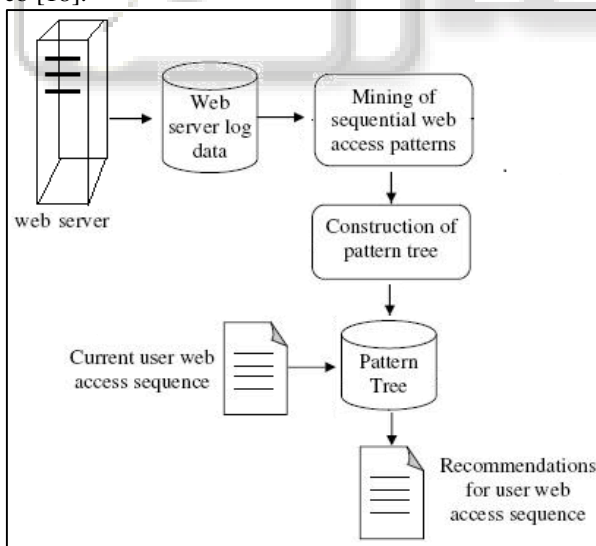 [16].
Web
server log
data
Mining of
sequential web
access patterns
web server
Construction of
pattern tree
Current user web
access sequence
Pattern
Tree
Recommendations
for user web
access sequence